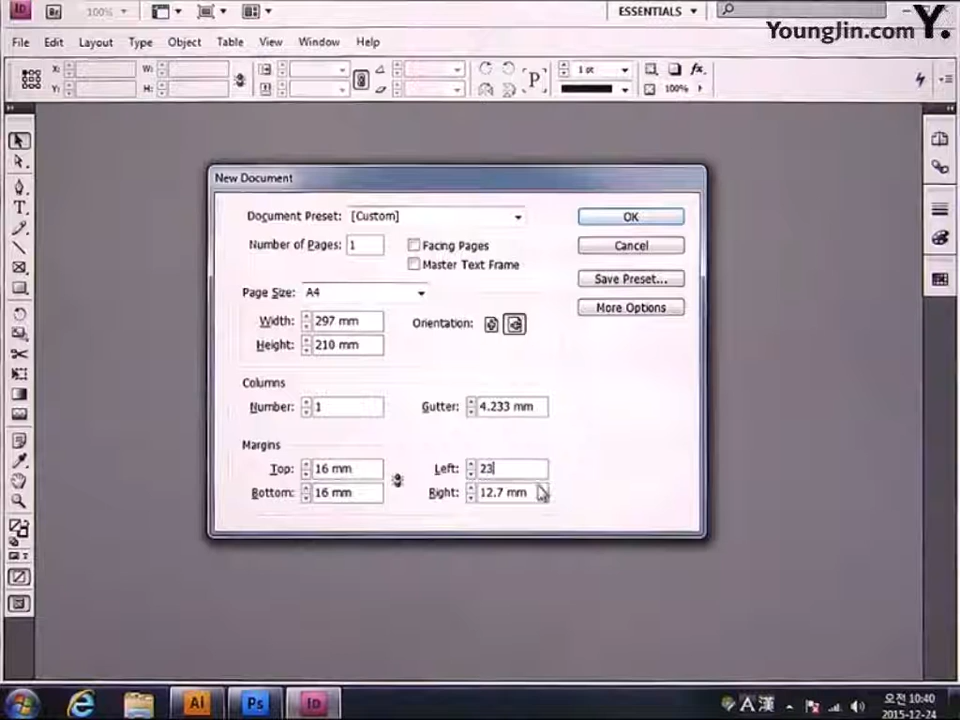 Id Br 100% ESSENTIALS
YoungJin.com Y.
File Edit Layout Type Object Table View Window Help
X: W: 1 pt fx.
Y: H: P 100%
New Document
Document Preset: [Custom] OK
Number of Pages: 1 Facing Pages Cancel
Master Text Frame
Save Preset...
Page Size: A4
More Options
Width: 297 mm Orientation:
Height: 210 mm
Columns
Number: 1 Gutter: 4.233 mm
Margins
Top: 16 mm Left: 23
Bottom: 16 mm Right: 12.7 mm
Ai Ps Id A 漢 오전 10:40
2015-12-24